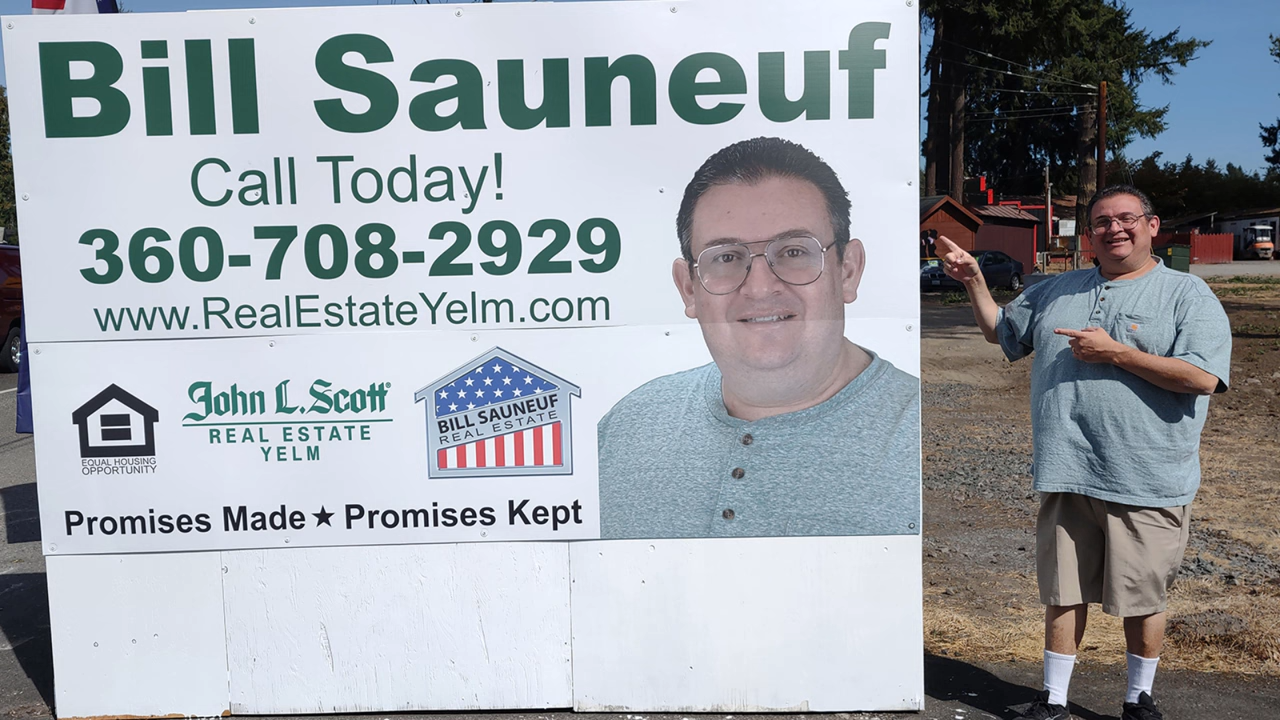 Bill Sauneuf
Call Today!
360-708-2929
www.RealEstateYelm.com
EQUAL HOUSING
OPPORTUNITY
John L. Scott®
REAL ESTATE
YELM
BILL SAUNEUF
REAL ESTATE
Promises Made ★ Promises Kept